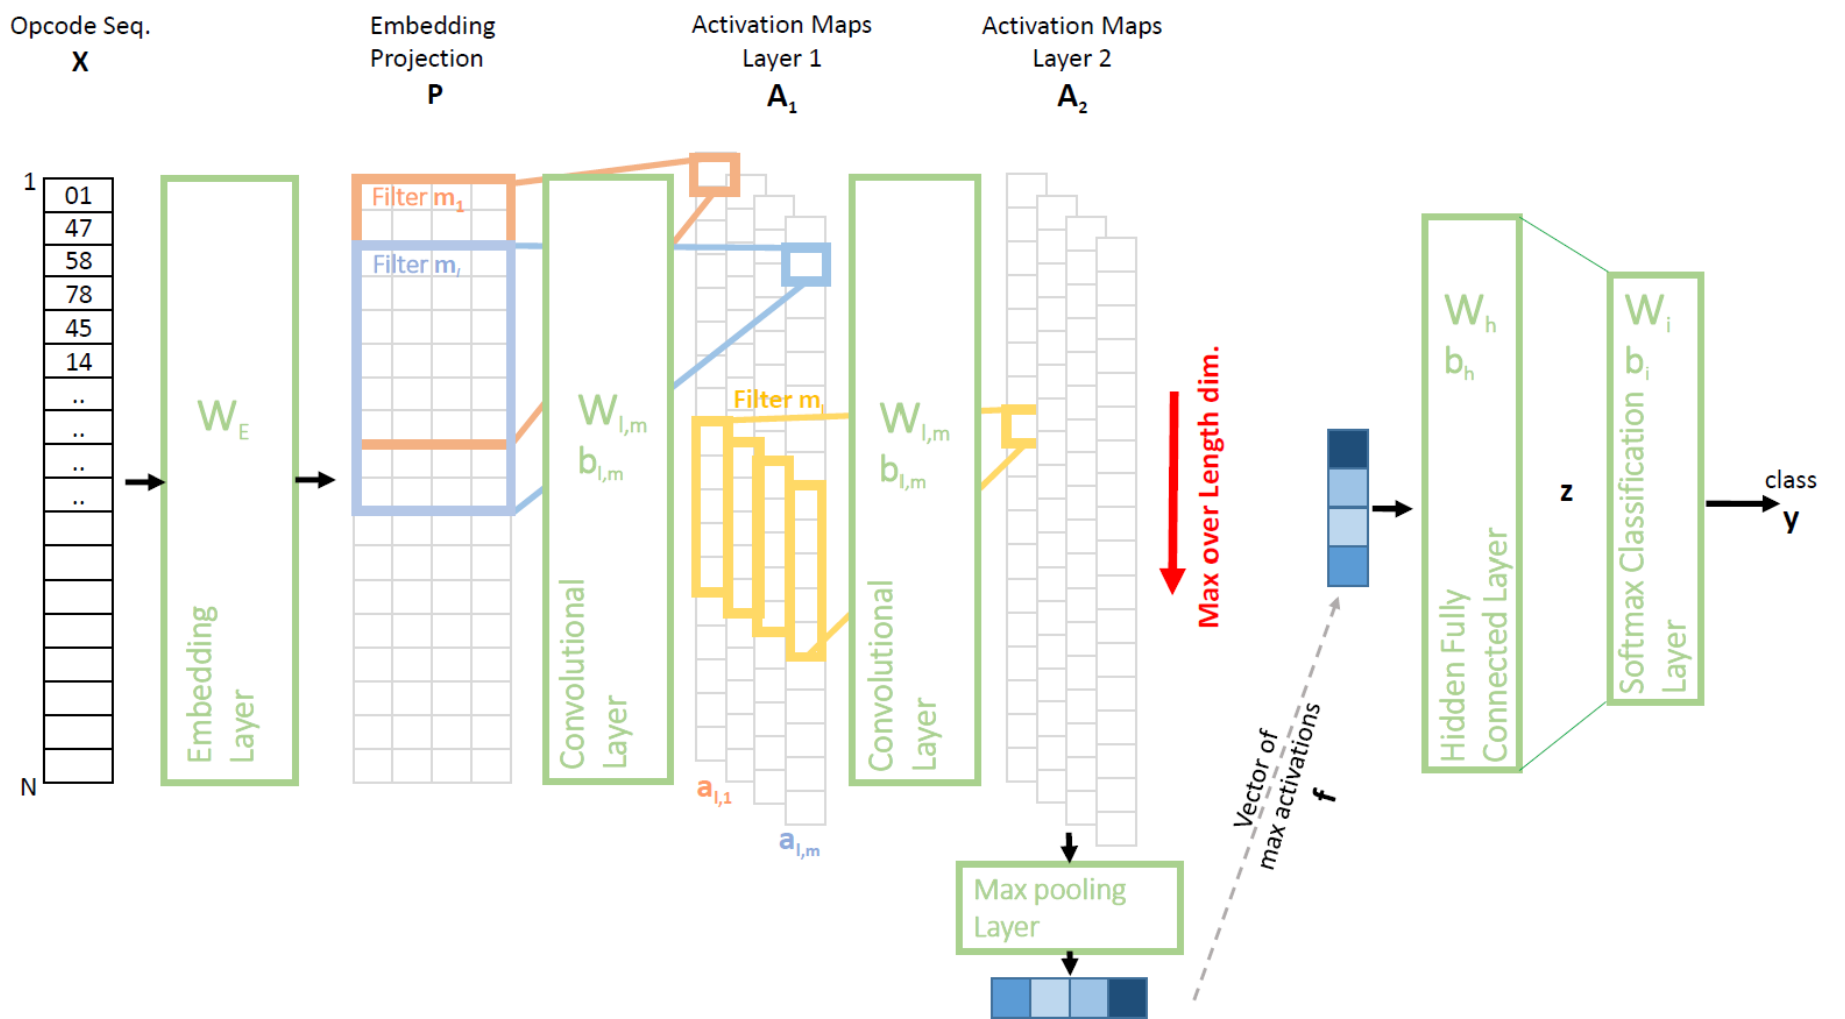 Opcode Seq.
X
Embedding
Projection
P
Activation Maps
Layer 1
A1
Activation Maps
Layer 2
A2
1
01
47
58
78
45
14
..
..
..
..
N
WE
Embedding
Layer
Filter m1
Filter ml
Wl,m
bl,m
Convolutional
Layer
Filter ml
al,1
al,m
Wl,m
bl,m
Convolutional
Layer
Max over Length dim.
Max pooling
Layer
Vector of
max activations
f
Wh
bh
Hidden Fully
Connected Layer
z
Wi
bi
Softmax Classification
Layer
class
y